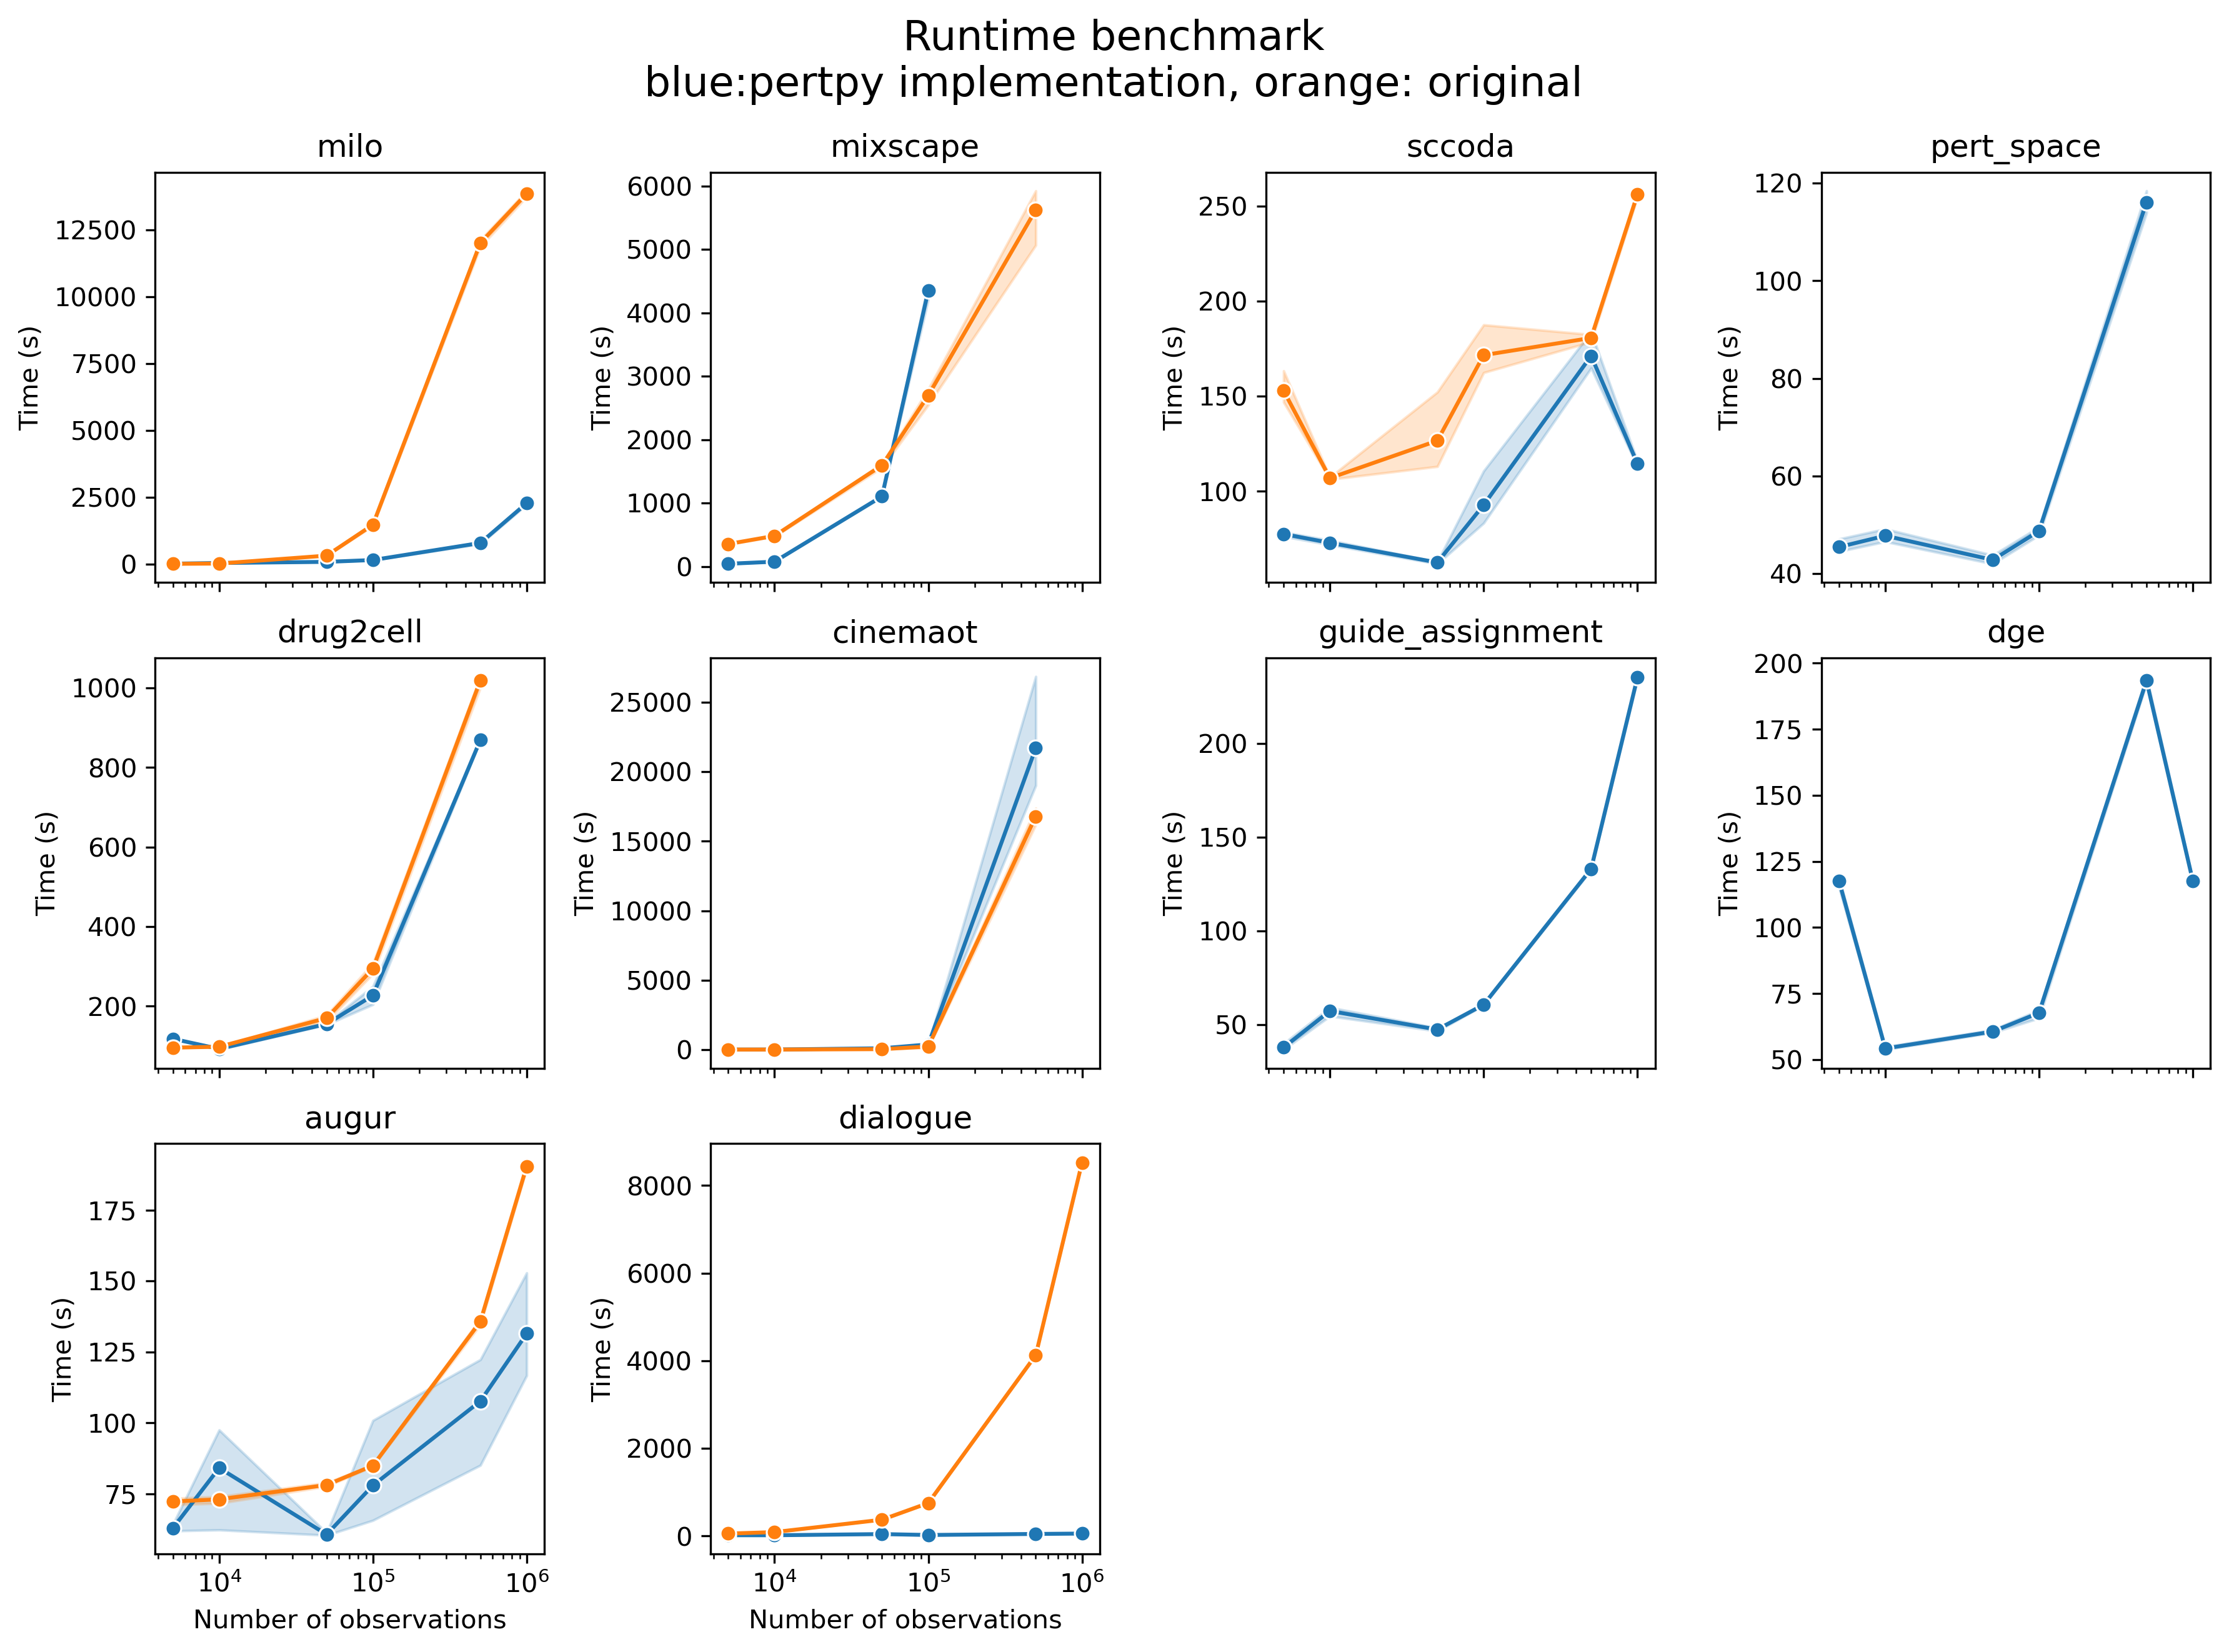 Runtime benchmark
blue:pertpy implementation, orange: original
milo
Time (s)
12500
10000
7500
5000
2500
0
mixscape
Time (s)
6000
5000
4000
3000
2000
1000
0
sccoda
Time (s)
250
200
150
100
pert_space
Time (s)
120
100
80
60
40
drug2cell
Time (s)
1000
800
600
400
200
cinemaot
Time (s)
25000
20000
15000
10000
5000
0
guide_assignment
Time (s)
200
150
100
50
dge
Time (s)
200
175
150
125
100
75
50
augur
Time (s)
175
150
125
100
75
10⁴ 10⁵ 10⁶
Number of observations
dialogue
Time (s)
8000
6000
4000
2000
0
10⁴ 10⁵ 10⁶
Number of observations